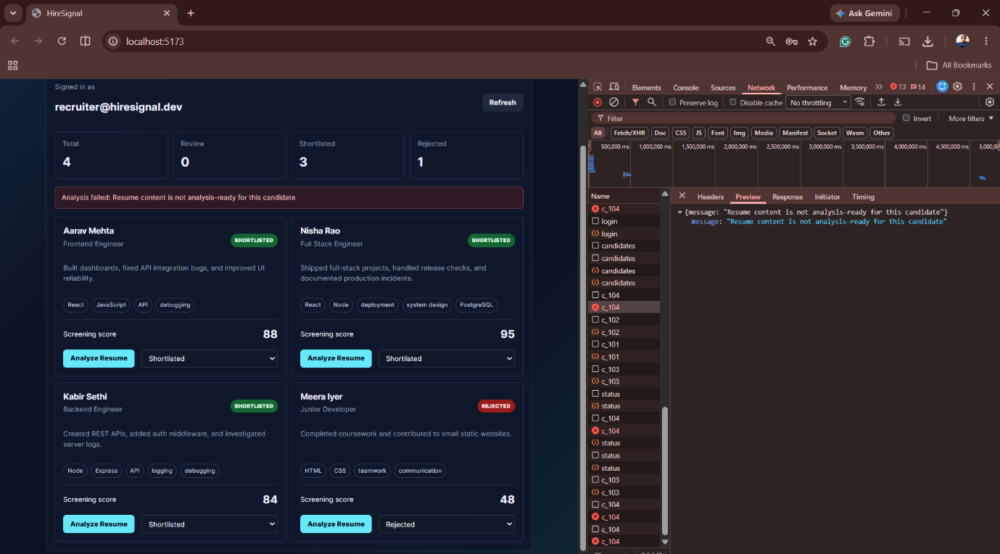 HireSignal
Ask Gemini
localhost:5173
All Bookmarks
Signed in as
recruiter@hiresignal.dev
Refresh
Total
4
Review
0
Shortlisted
3
Rejected
1
Analysis failed: Resume content is not analysis-ready for this candidate
Aarav Mehta
Frontend Engineer
SHORTLISTED
Built dashboards, fixed API integration bugs, and improved UI
reliability.
React JavaScript API debugging
Screening score 88
Analyze Resume Shortlisted
Nisha Rao
Full Stack Engineer
SHORTLISTED
Shipped full-stack projects, handled release checks, and
documented production incidents.
React Node deployment system design PostgreSQL
Screening score 95
Analyze Resume Shortlisted
Kabir Sethi
Backend Engineer
SHORTLISTED
Created REST APIs, added auth middleware, and investigated
server logs.
Node Express API logging debugging
Screening score 84
Analyze Resume Shortlisted
Meera Iyer
Junior Developer
REJECTED
Completed coursework and contributed to small static websites.
HTML CSS teamwork communication
Screening score 48
Analyze Resume Rejected
Elements Console Sources Network Performance Memory 13 14
Preserve log Disable cache No throttling
Filter Invert More filters
All Fetch/XHR Doc CSS JS Font Img Media Manifest Socket Wasm Other
500,000 ms 1,000,000 ms 1,500,000 ms 2,000,000 ms 2,500,000 ms 3,000,000 ms 3,500,000 ms 4,000,000 ms 4,500,000 ms
Name
c_104
login
login
candidates
candidates
candidates
candidates
c_104
c_104
c_102
c_102
c_101
c_101
c_103
c_103
status
status
c_104
c_104
status
status
status
c_103
c_103
c_104
c_104
c_104
c_104
Headers Preview Response Initiator Timing
{message: "Resume content is not analysis-ready for this candidate"}
message: "Resume content is not analysis-ready for this candidate"